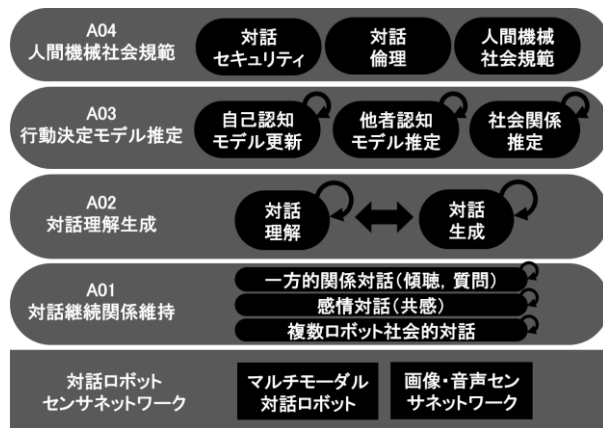 A04
人間機械社会規範
対話
セキュリティ
対話
倫理
人間機械
社会規範
A03
行動決定モデル推定
自己認知
モデル更新
他者認知
モデル推定
社会関係
推定
A02
対話理解生成
対話
理解
対話
生成
A01
対話継続関係維持
一方的関係対話(傾聴, 質問)
感情対話(共感)
複数ロボット社会的対話
対話ロボット
センサネットワーク
マルチモーダル
対話ロボット
画像・音声セン
サネットワーク